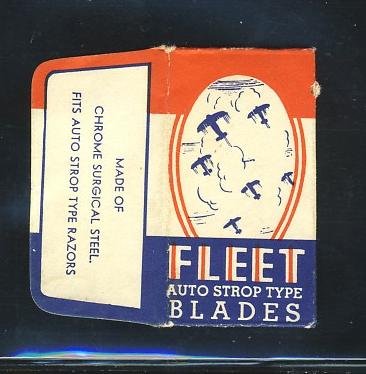 MADE OF
CHROME SURGICAL STEEL.
FITS AUTO STROP TYPE RAZORS
FLEET
AUTO STROP TYPE
BLADES